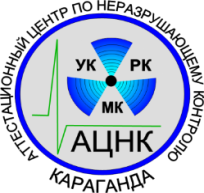 АТТЕСТАЦИОННЫЙ ЦЕНТР ПО НЕРАЗРУШАЮЩЕМУ КОНТРОЛЮ
УК РК
МК
АЦНК
КАРАГАНДА